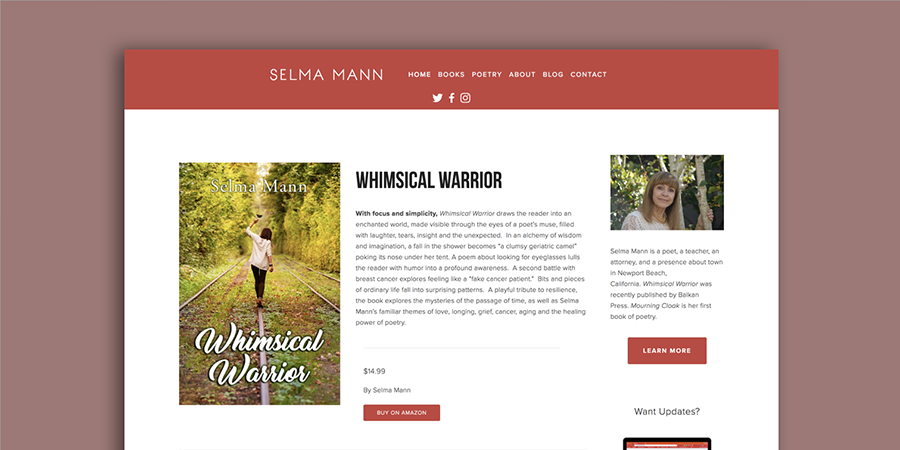 SELMA MANN
HOME BOOKS POETRY ABOUT BLOG CONTACT
Selma Mann
Whimsical
Warrior
WHIMSICAL WARRIOR
With focus and simplicity, Whimsical Warrior draws the reader into an
enchanted world, made visible through the eyes of a poet's muse, filled
with laughter, tears, insight and the unexpected. In an alchemy of wisdom
and imagination, a fall in the shower becomes "a clumsy geriatric camel"
poking its nose under her tent. A poem about looking for eyeglasses lulls
the reader with humor into a profound awareness. A second battle with
breast cancer explores feeling like a "fake cancer patient." Bits and pieces
of ordinary life fall into surprising patterns. A playful tribute to resilience,
the book explores the mysteries of the passage of time, as well as Selma
Mann's familiar themes of love, longing, grief, cancer, aging and the healing
power of poetry.
$14.99
By Selma Mann
BUY ON AMAZON
Selma Mann is a poet, a teacher, an
attorney, and a presence about town
in Newport Beach,
California. Whimsical Warrior was
recently published by Balkan
Press. Mourning Cloak is her first
book of poetry.
LEARN MORE
Want Updates?